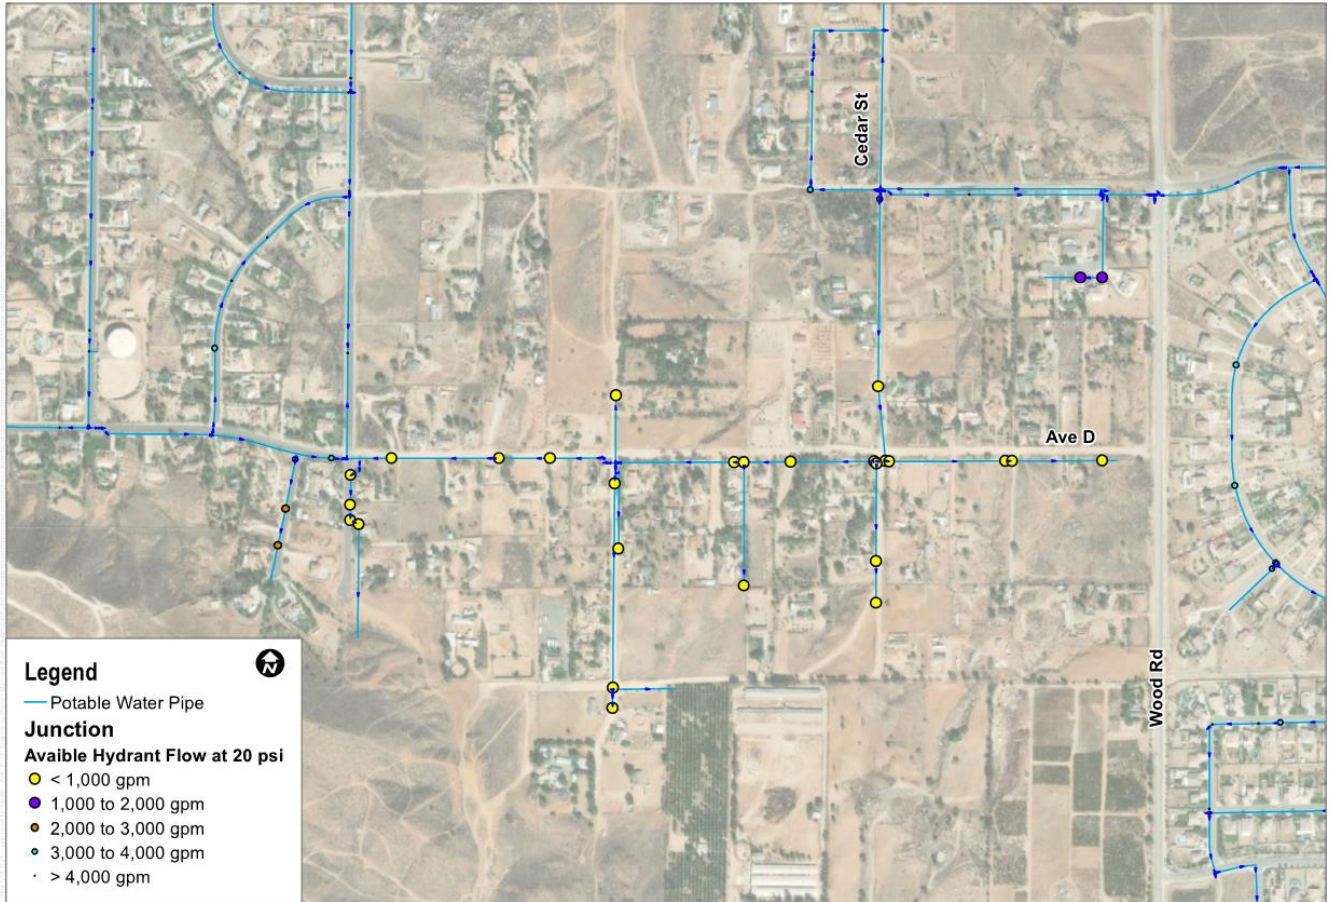 Cedar St
Ave D
Wood Rd
Legend
N
Potable Water Pipe
Junction
Avaible Hydrant Flow at 20 psi
< 1,000 gpm
1,000 to 2,000 gpm
2,000 to 3,000 gpm
3,000 to 4,000 gpm
> 4,000 gpm